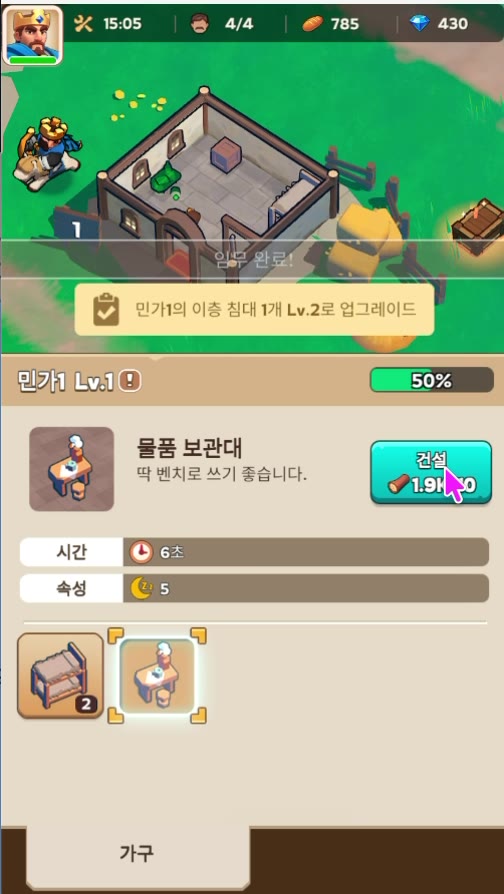 15:05
4/4
785
430
1
임무 완료!
민가1의 이층 침대 1개 Lv.2로 업그레이드
민가1 Lv.1
50%
물품 보관대
딱 벤치로 쓰기 좋습니다.
건설
시간
6초
속성
5
2
가구